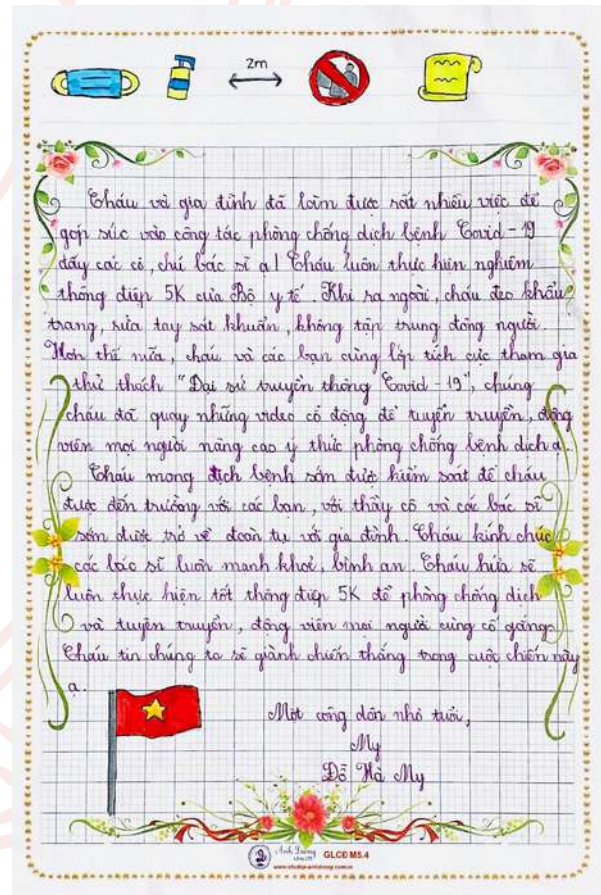 2m
Cháu và gia đình đã làm được rất nhiều việc để
góp sức vào công tác phòng chống dịch bệnh Covid-19
đấy các cô, chú bác sĩ ạ! Cháu luôn thực hiện nghiêm
thông điệp 5K của Bộ y tế. Khi ra ngoài, cháu đeo khẩu
trang, rửa tay sát khuẩn, không tập trung đông người.
Hơn thế nữa, cháu và các bạn cùng lớp tích cực tham gia
thử thách "Đại sứ truyền thông Covid-19", chúng
cháu đã quay những video cổ động để tuyên truyền, động
viên mọi người nâng cao ý thức phòng chống bệnh dịch ạ.
Cháu mong dịch bệnh sớm được kiểm soát để cháu
được đến trường với các bạn, với thầy cô và các bác sĩ
sớm được trở về đoàn tụ với gia đình. Cháu kính chúc
các bác sĩ luôn mạnh khoẻ, bình an. Cháu hứa sẽ
luôn thực hiện tốt thông điệp 5K để phòng chống dịch
và tuyên truyền, động viên mọi người cùng cố gắng.
Cháu tin chúng ta sẽ giành chiến thắng trong cuộc chiến này
ạ.
Một công dân nhỏ tuổi,
My
Đỗ Hà My
Ánh Dương GLCĐ M5.4